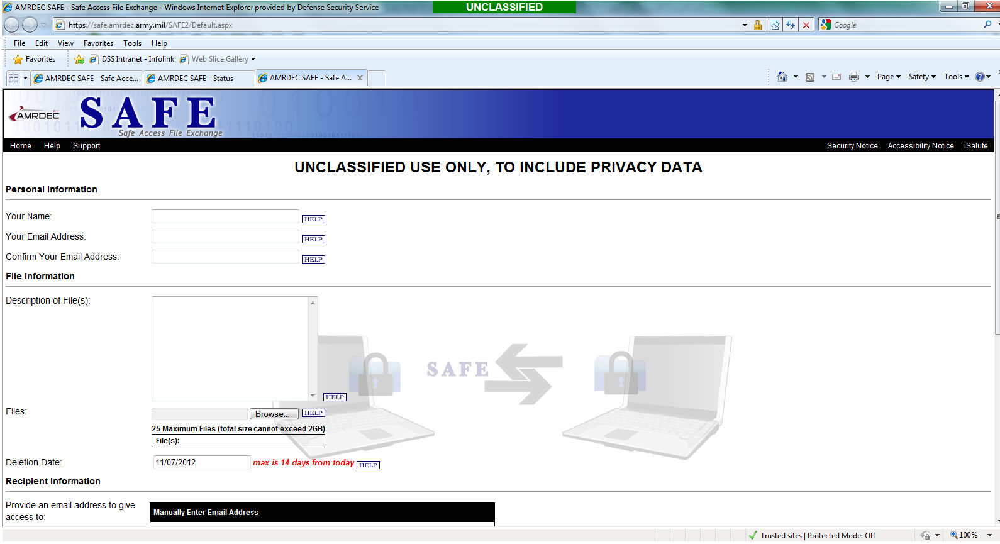 AMRDEC SAFE - Safe Access File Exchange - Windows Internet Explorer provided by Defense Security Service
UNCLASSIFIED
https://safe.amrdec.army.mil/SAFE2/Default.aspx
Google
File Edit View Favorites Tools Help
Favorites DSS Intranet - Infolink Web Slice Gallery
AMRDEC SAFE - Safe Acce... AMRDEC SAFE - Status AMRDEC SAFE - Safe A... Page Safety Tools
AMRDEC SAFE
Safe Access File Exchange
Home Help Support Security Notice Accessibility Notice iSalute
UNCLASSIFIED USE ONLY, TO INCLUDE PRIVACY DATA
Personal Information
Your Name: HELP
Your Email Address: HELP
Confirm Your Email Address: HELP
File Information
Description of File(s):
SAFE
HELP
Files: Browse... HELP
25 Maximum Files (total size cannot exceed 2GB)
File(s):
Deletion Date: 11/07/2012 max is 14 days from today HELP
Recipient Information
Provide an email address to give
access to:
Manually Enter Email Address
Trusted sites | Protected Mode: Off 100%